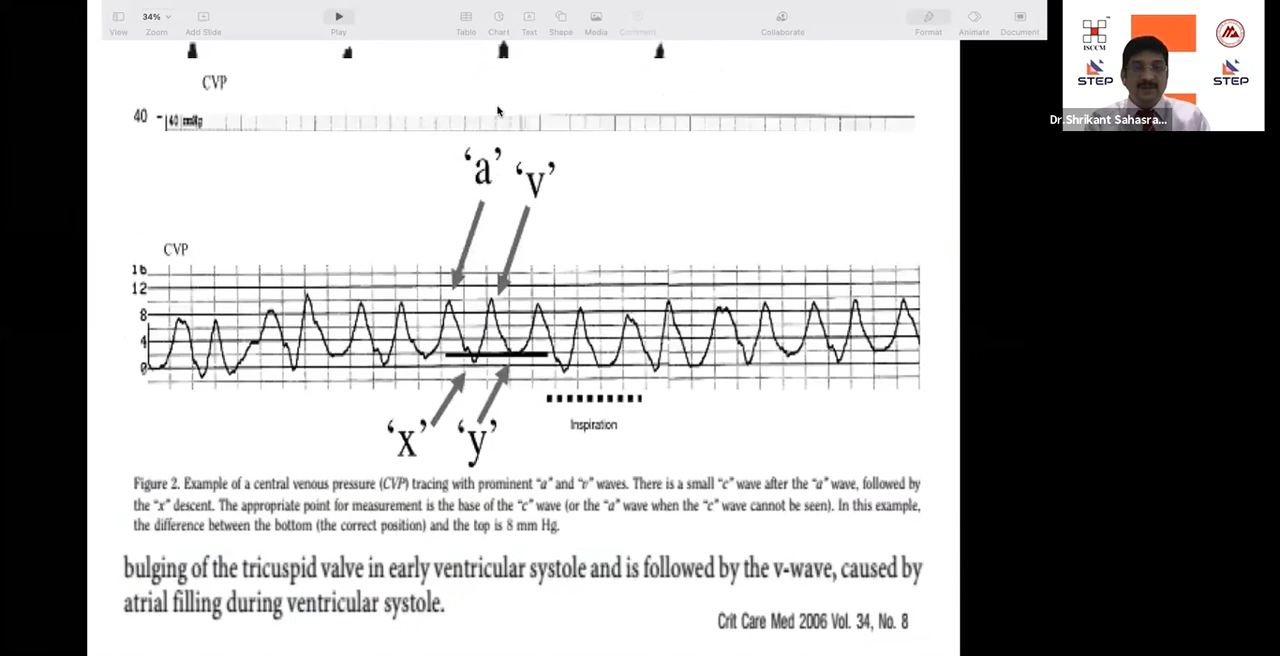 34%
View Zoom Add Slide Play Table Chart Text Shape Media Comment Collaborate Format Animate Document
ISCCM
STEP STEP
Dr.Shrikant Sahasra...
CVP
40
40 mmHg
'a' 'v'
CVP
16
12
8
4
0
'x' 'y'
Inspiration
Figure 2. Example of a central venous pressure (CVP) tracing with prominent "a" and "v" waves. There is a small "c" wave after the "a" wave, followed by
the "x" descent. The appropriate point for measurement is the base of the "c" wave (or the "a" wave when the "c" wave cannot be seen). In this example,
the difference between the bottom (the correct position) and the top is 8 mm Hg.
bulging of the tricuspid valve in early ventricular systole and is followed by the v-wave, caused by
atrial filling during ventricular systole.
Crit Care Med 2006 Vol. 34, No. 8